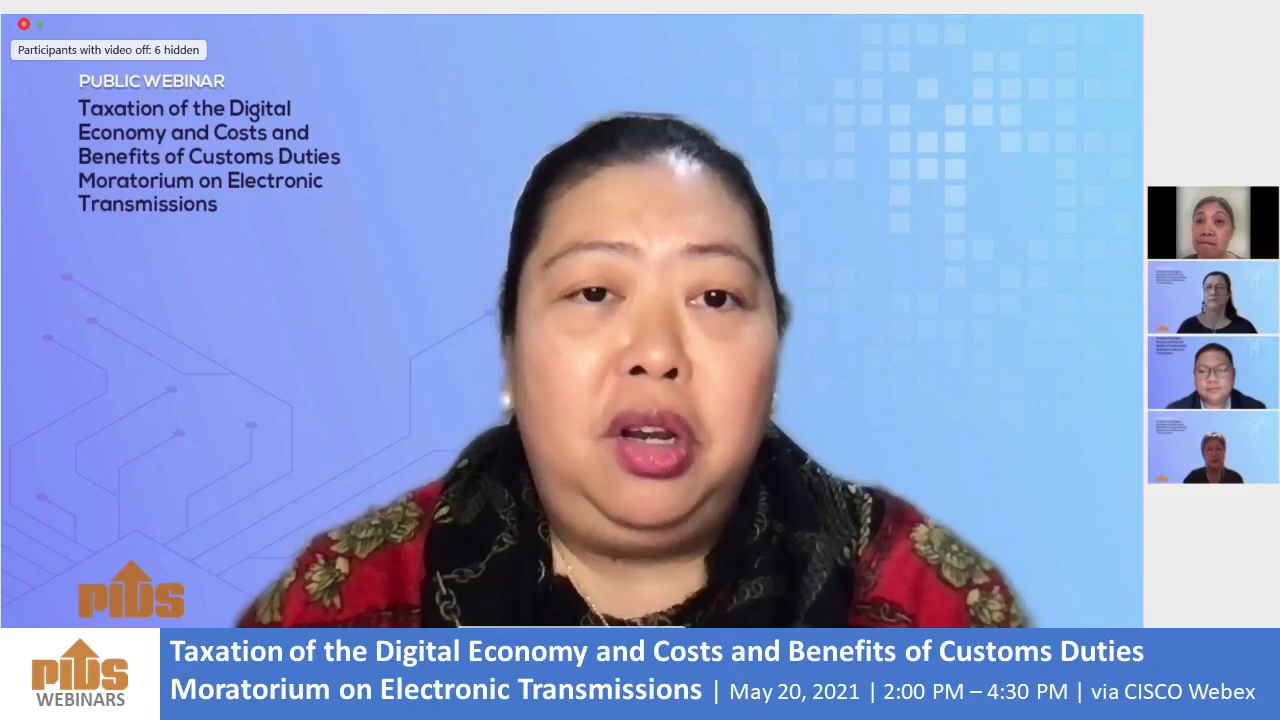 Participants with video off: 6 hidden
PUBLIC WEBINAR
Taxation of the Digital
Economy and Costs and
Benefits of Customs Duties
Moratorium on Electronic
Transmissions
PIDS
PIDS
WEBINARS
Taxation of the Digital Economy and Costs and Benefits of Customs Duties
Moratorium on Electronic Transmissions | May 20, 2021 | 2:00 PM – 4:30 PM | via CISCO Webex